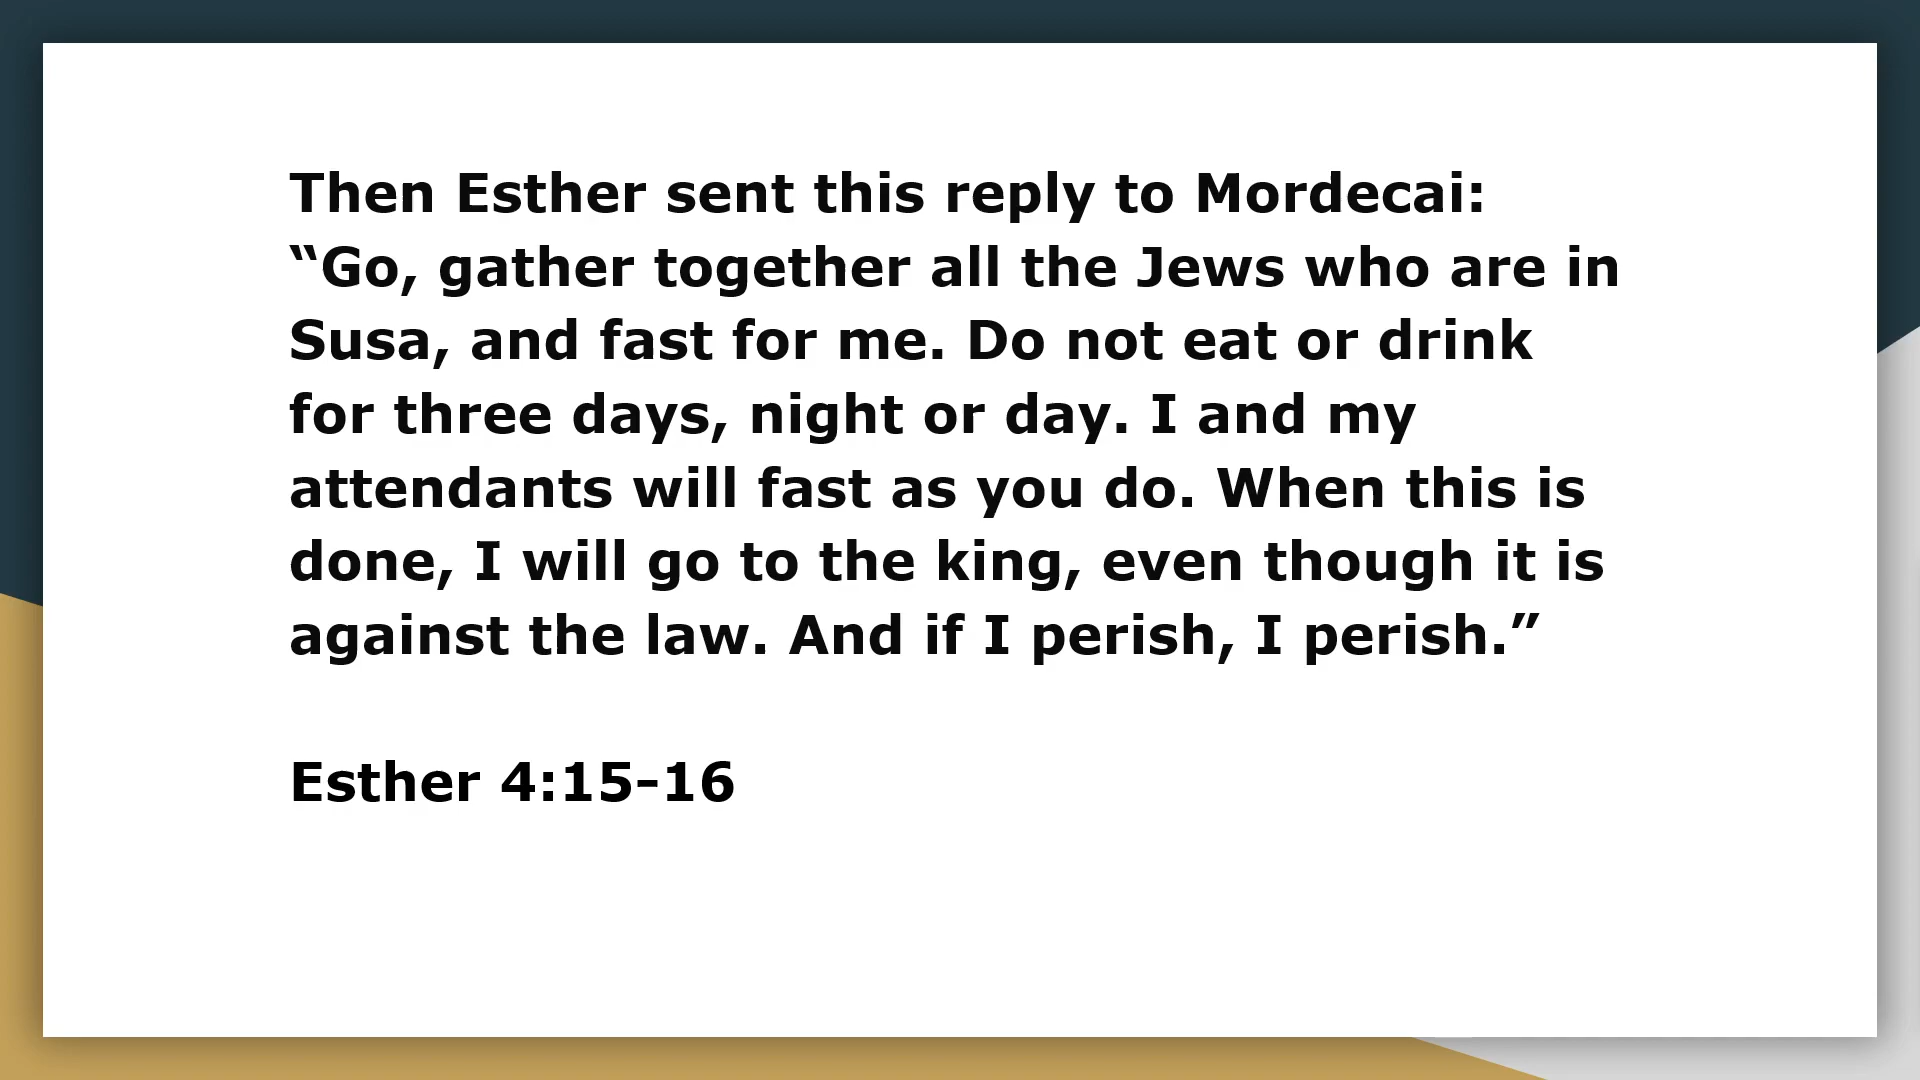 Then Esther sent this reply to Mordecai:
“Go, gather together all the Jews who are in
Susa, and fast for me. Do not eat or drink
for three days, night or day. I and my
attendants will fast as you do. When this is
done, I will go to the king, even though it is
against the law. And if I perish, I perish.”
Esther 4:15–16